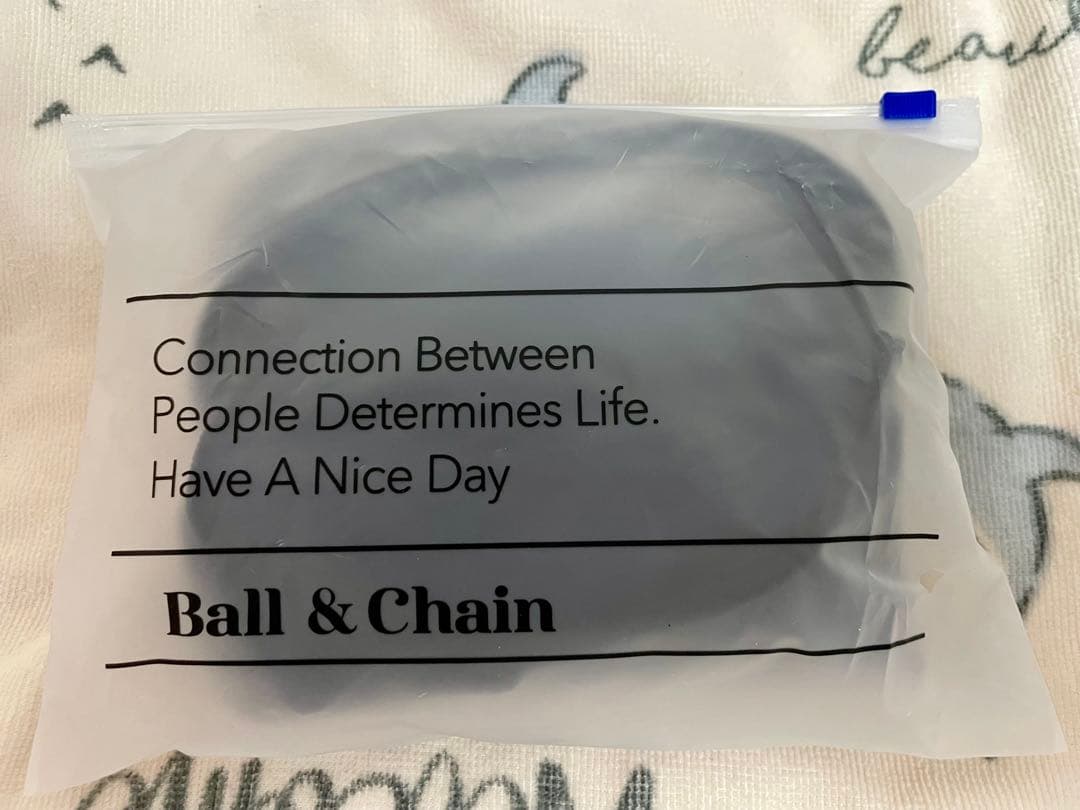 Connection Between
People Determines Life.
Have A Nice Day
Ball & Chain